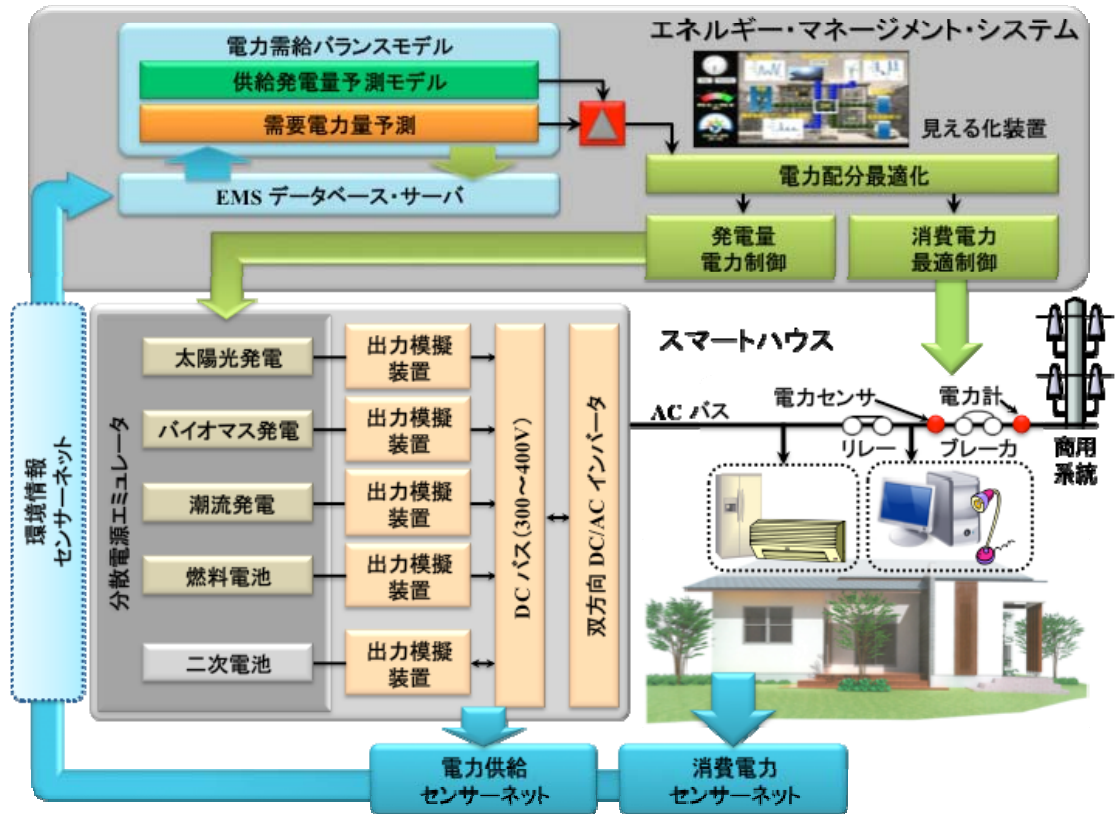 エネルギー・マネージメント・システム
電力需給バランスモデル
供給発電量予測モデル
需要電力量予測
見える化装置
EMS データベース・サーバ
電力配分最適化
発電量
電力制御
消費電力
最適制御
環境情報
センサーネット
分散電源エミュレータ
太陽光発電
出力模擬
装置
バイオマス発電
出力模擬
装置
潮流発電
出力模擬
装置
燃料電池
出力模擬
装置
二次電池
出力模擬
装置
DC バス(300～400V)
双方向 DC/AC インバータ
スマートハウス
AC バス
電力センサ
電力計
リレー
ブレーカ
商用
系統
電力供給
センサーネット
消費電力
センサーネット